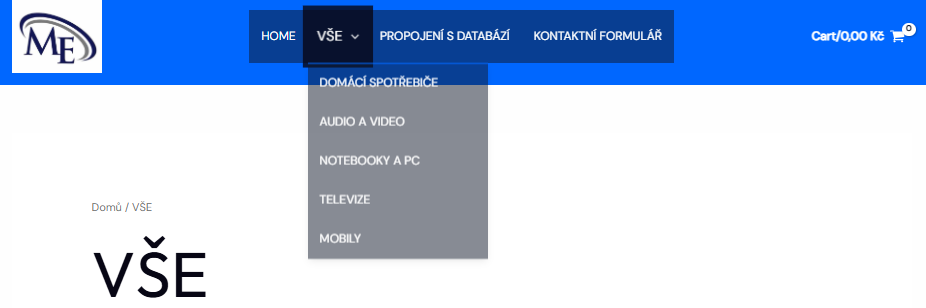 ME
HOME VŠE PROPOJENÍ S DATABÁZÍ KONTAKTNÍ FORMULÁŘ Cart/0,00 Kč 0
DOMÁCÍ SPOTŘEBIČE
AUDIO A VIDEO
NOTEBOOKY A PC
TELEVIZE
MOBILY
Domů / VŠE
VŠE